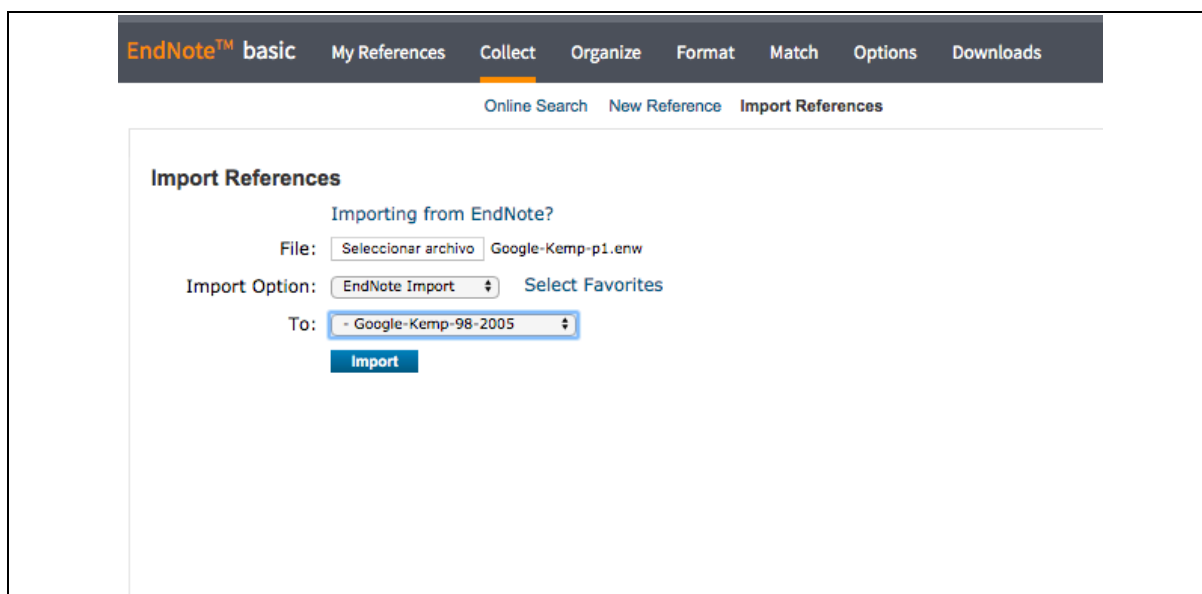 EndNote™ basic My References Collect Organize Format Match Options Downloads
Online Search New Reference Import References
Import References
Importing from EndNote?
File: Seleccionar archivo Google-Kemp-p1.enw
Import Option: EndNote Import Select Favorites
To: - Google-Kemp-98-2005
Import